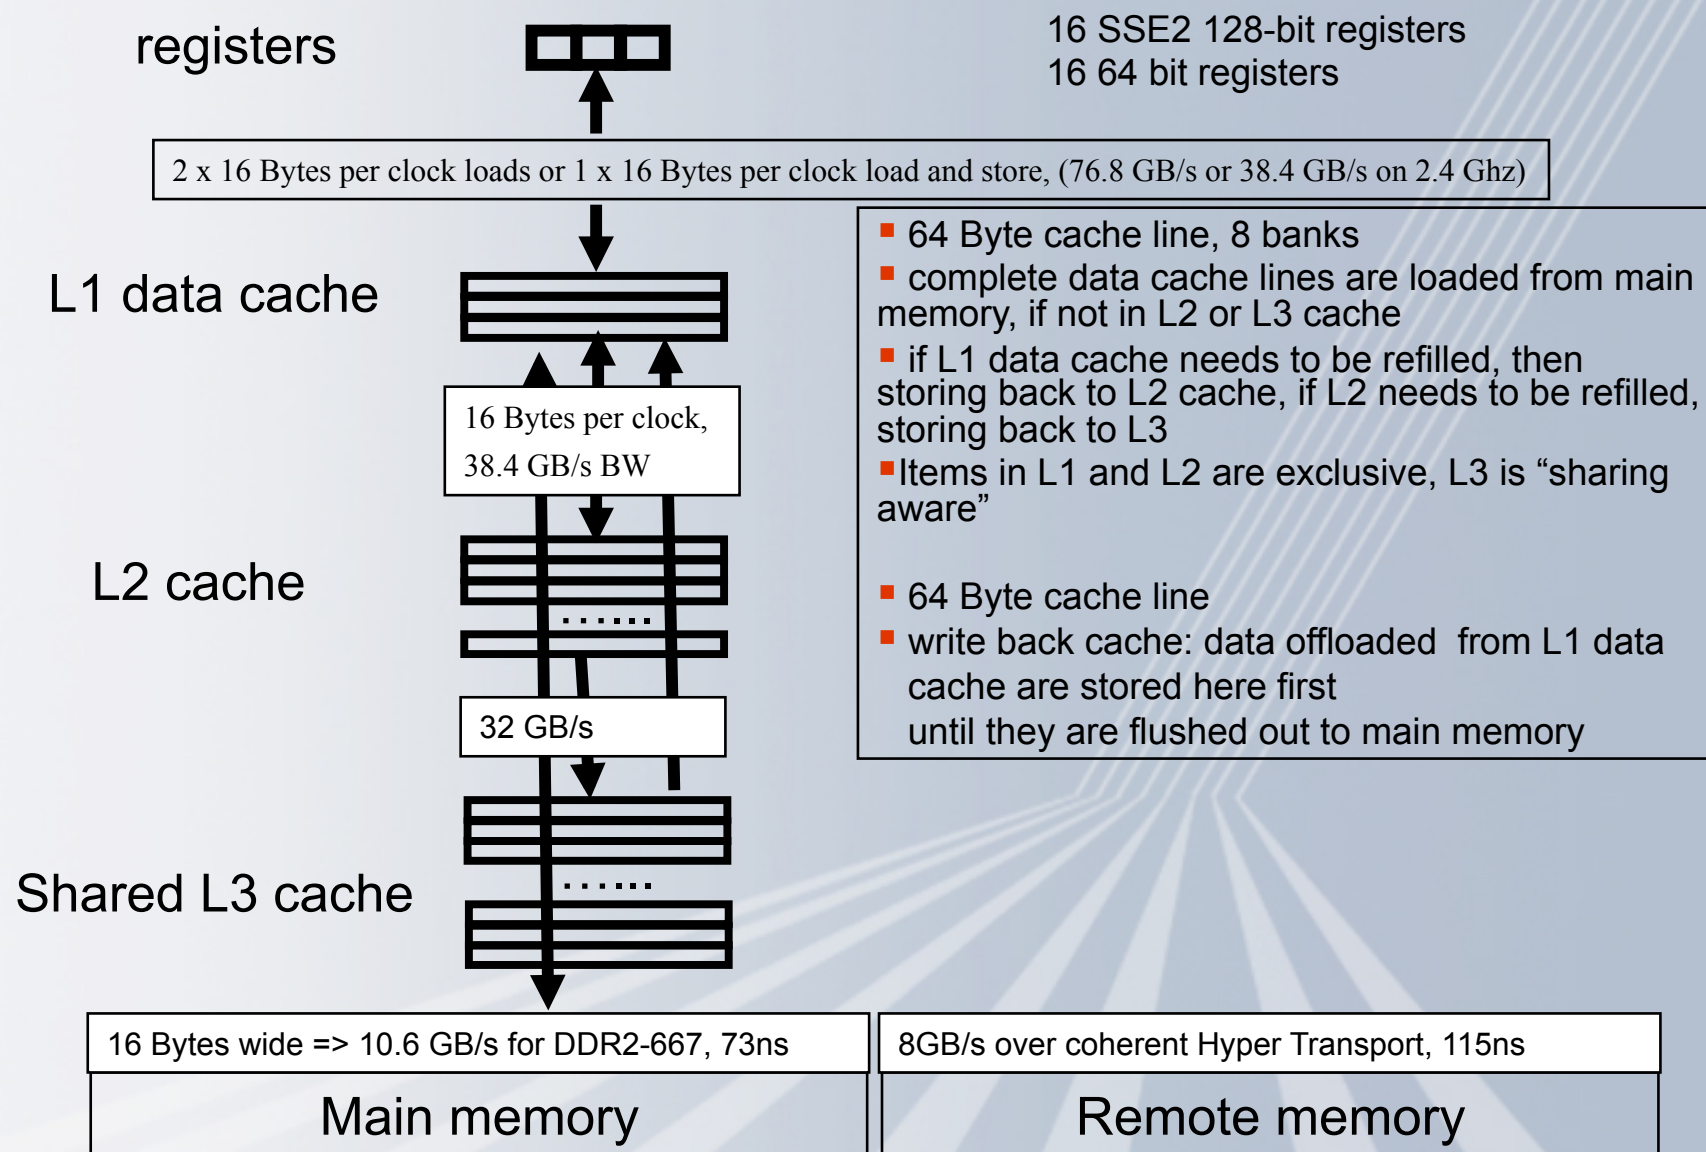 registers
16 SSE2 128-bit registers
16 64 bit registers
2 x 16 Bytes per clock loads or 1 x 16 Bytes per clock load and store, (76.8 GB/s or 38.4 GB/s on 2.4 Ghz)
L1 data cache
16 Bytes per clock,
38.4 GB/s BW
L2 cache
......
32 GB/s
Shared L3 cache
......
▪ 64 Byte cache line, 8 banks
▪ complete data cache lines are loaded from main
memory, if not in L2 or L3 cache
▪ if L1 data cache needs to be refilled, then
storing back to L2 cache, if L2 needs to be refilled,
storing back to L3
▪Items in L1 and L2 are exclusive, L3 is “sharing
aware”
▪ 64 Byte cache line
▪ write back cache: data offloaded  from L1 data
cache are stored here first
until they are flushed out to main memory
16 Bytes wide => 10.6 GB/s for DDR2-667, 73ns
8GB/s over coherent Hyper Transport, 115ns
Main memory
Remote memory